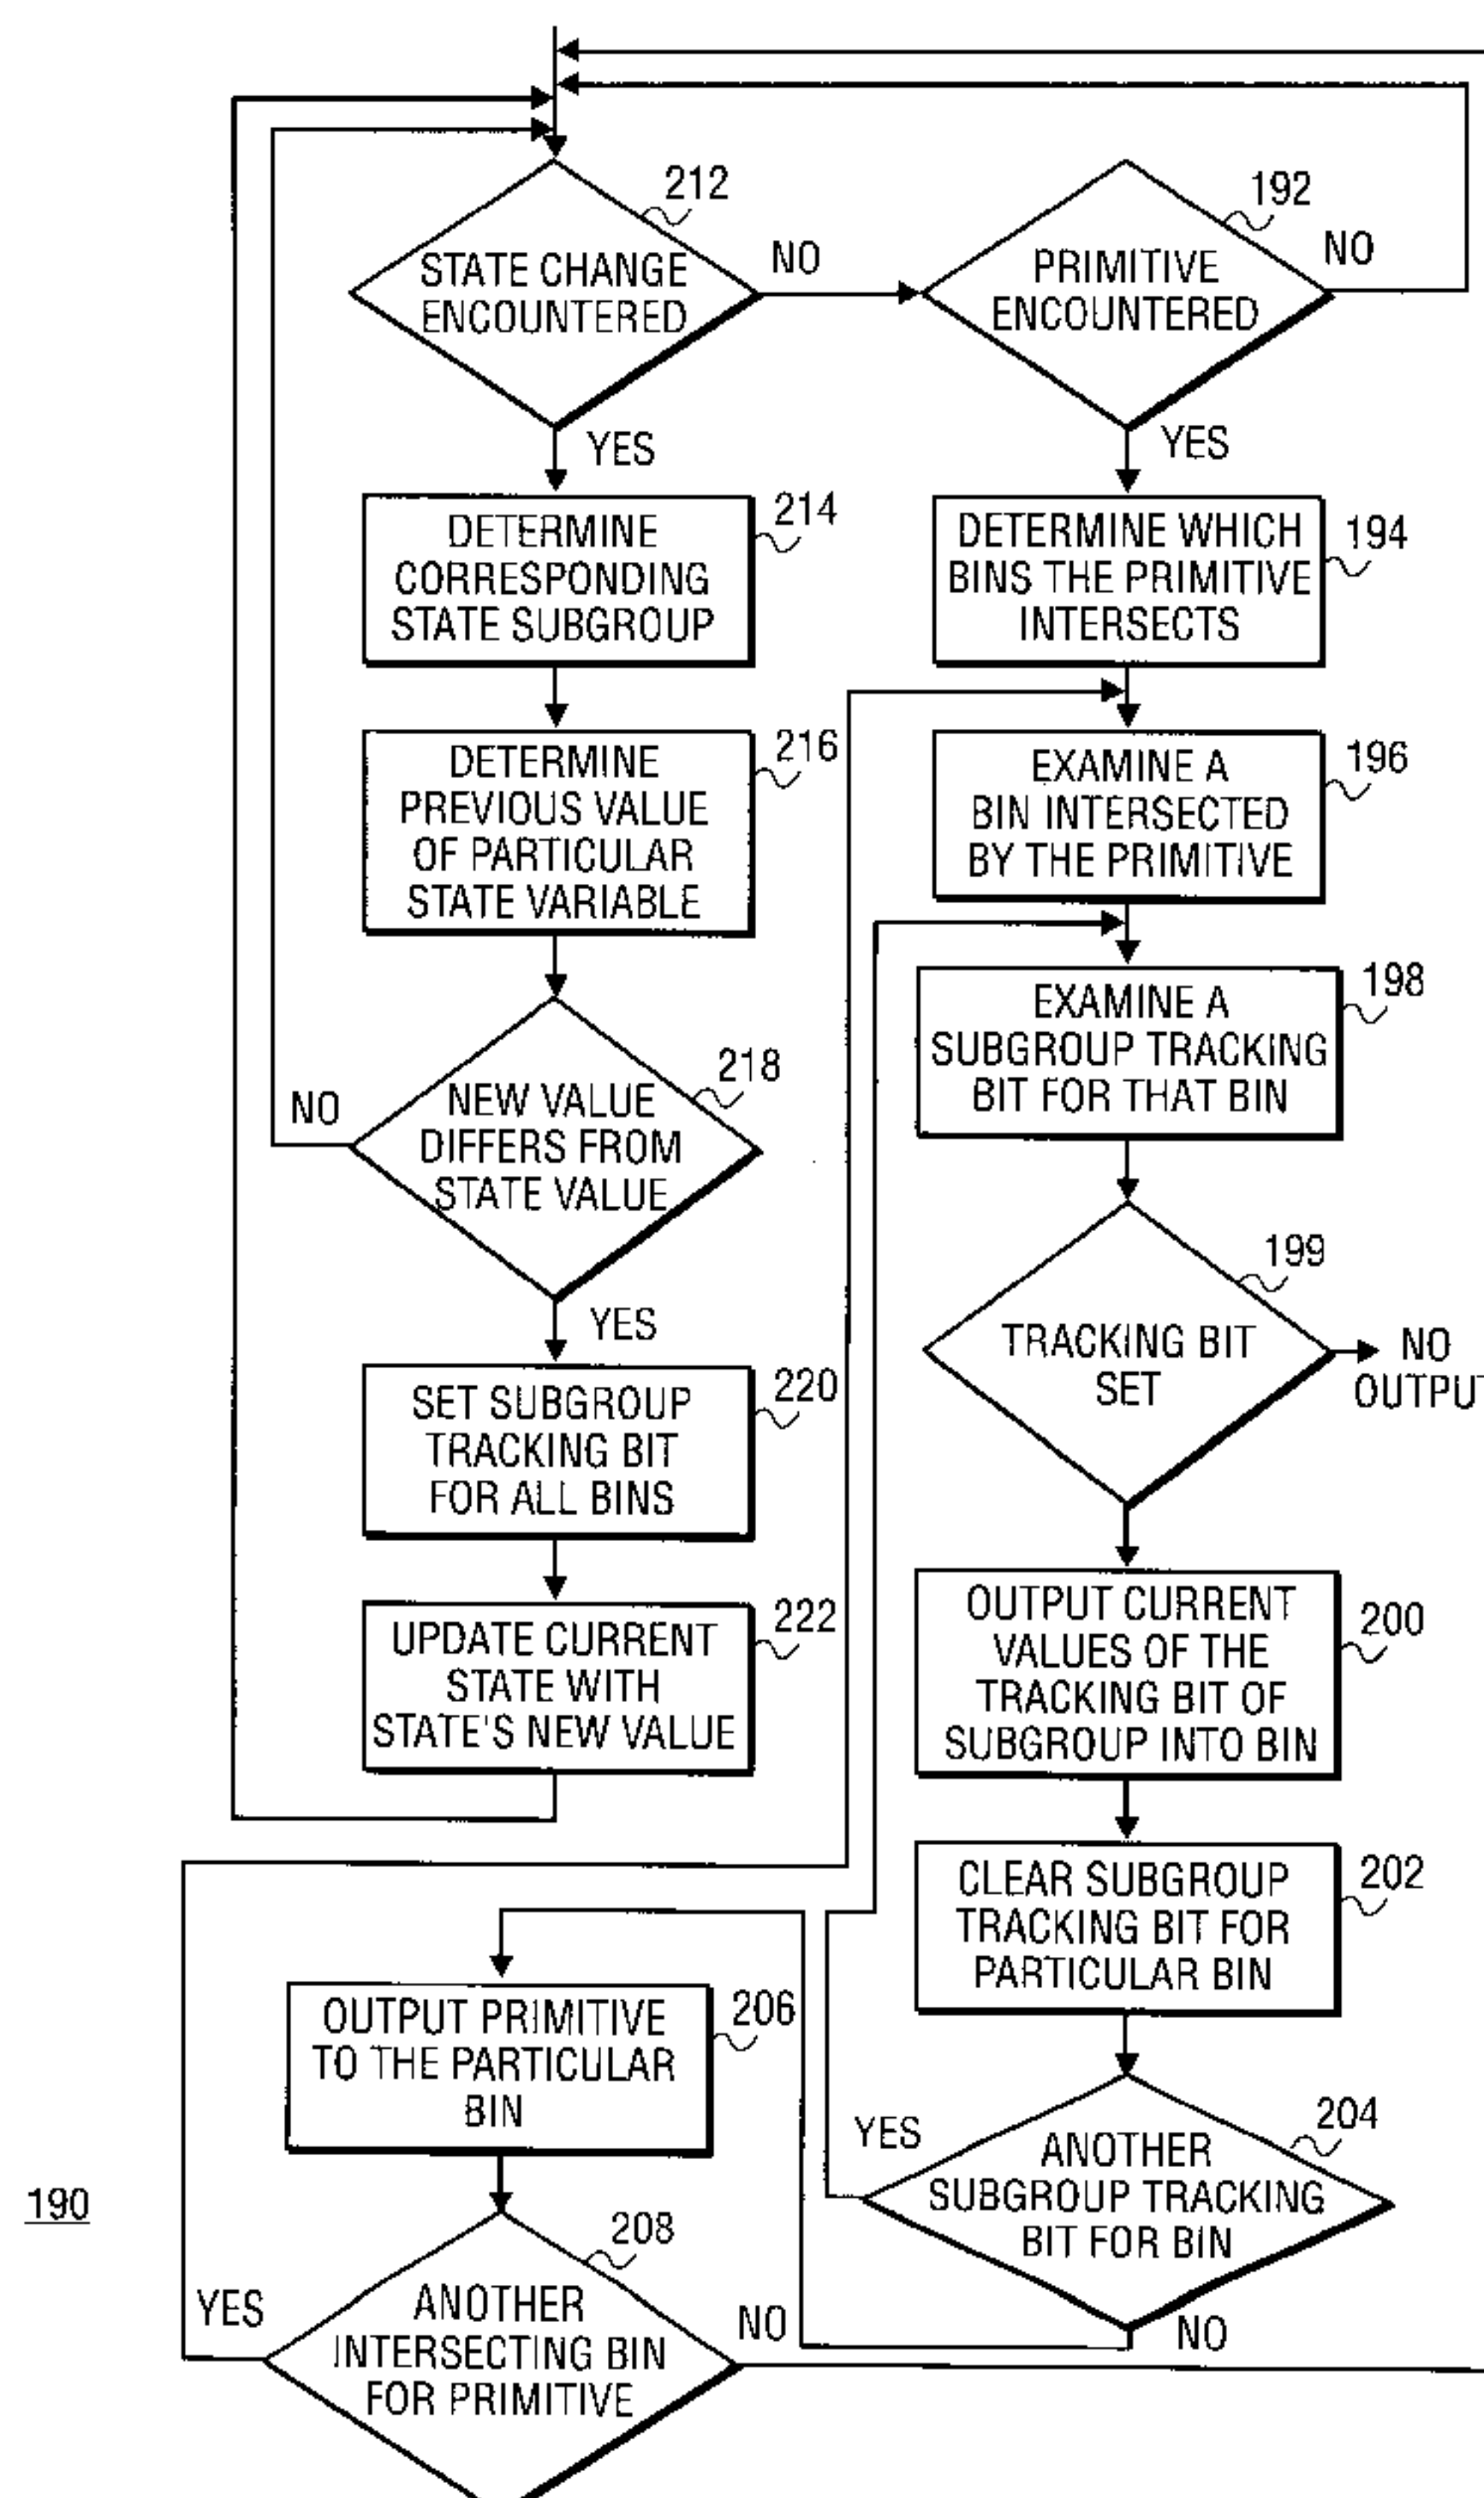 212
STATE CHANGE
ENCOUNTERED
NO
YES
192
PRIMITIVE
ENCOUNTERED
NO
YES
214
DETERMINE
CORRESPONDING
STATE SUBGROUP
194
DETERMINE WHICH
BINS THE PRIMITIVE
INTERSECTS
216
DETERMINE
PREVIOUS VALUE
OF PARTICULAR
STATE VARIABLE
196
EXAMINE A
BIN INTERSECTED
BY THE PRIMITIVE
198
EXAMINE A
SUBGROUP TRACKING
BIT FOR THAT BIN
218
NO
NEW VALUE
DIFFERS FROM
STATE VALUE
YES
199
TRACKING BIT
SET
NO
OUTPUT
220
SET SUBGROUP
TRACKING BIT
FOR ALL BINS
222
UPDATE CURRENT
STATE WITH
STATE'S NEW VALUE
200
OUTPUT CURRENT
VALUES OF THE
TRACKING BIT OF
SUBGROUP INTO BIN
202
CLEAR SUBGROUP
TRACKING BIT FOR
PARTICULAR BIN
206
OUTPUT PRIMITIVE
TO THE PARTICULAR
BIN
204
YES
ANOTHER
SUBGROUP TRACKING
BIT FOR BIN
NO
190
208
YES
ANOTHER
INTERSECTING BIN
FOR PRIMITIVE
NO